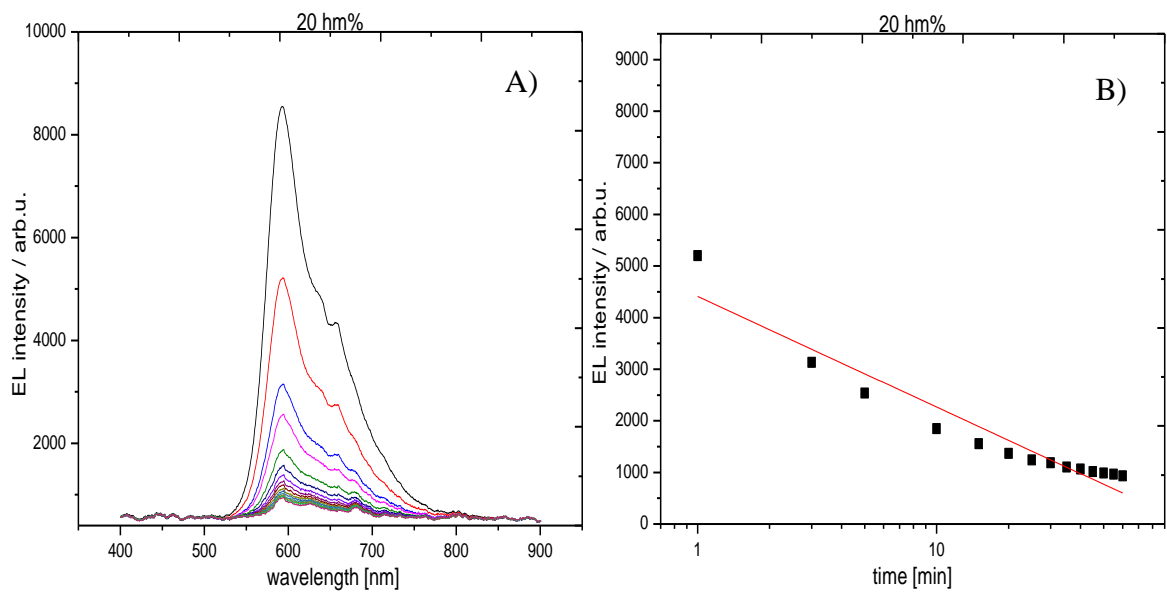 20 hm%
A)
10000
8000
6000
4000
2000
EL intensity / arb.u.
400 500 600 700 800 900
wavelength [nm]
20 hm%
B)
9000
8000
7000
6000
5000
4000
3000
2000
1000
0
EL intensity / arb.u.
1 10
time [min]